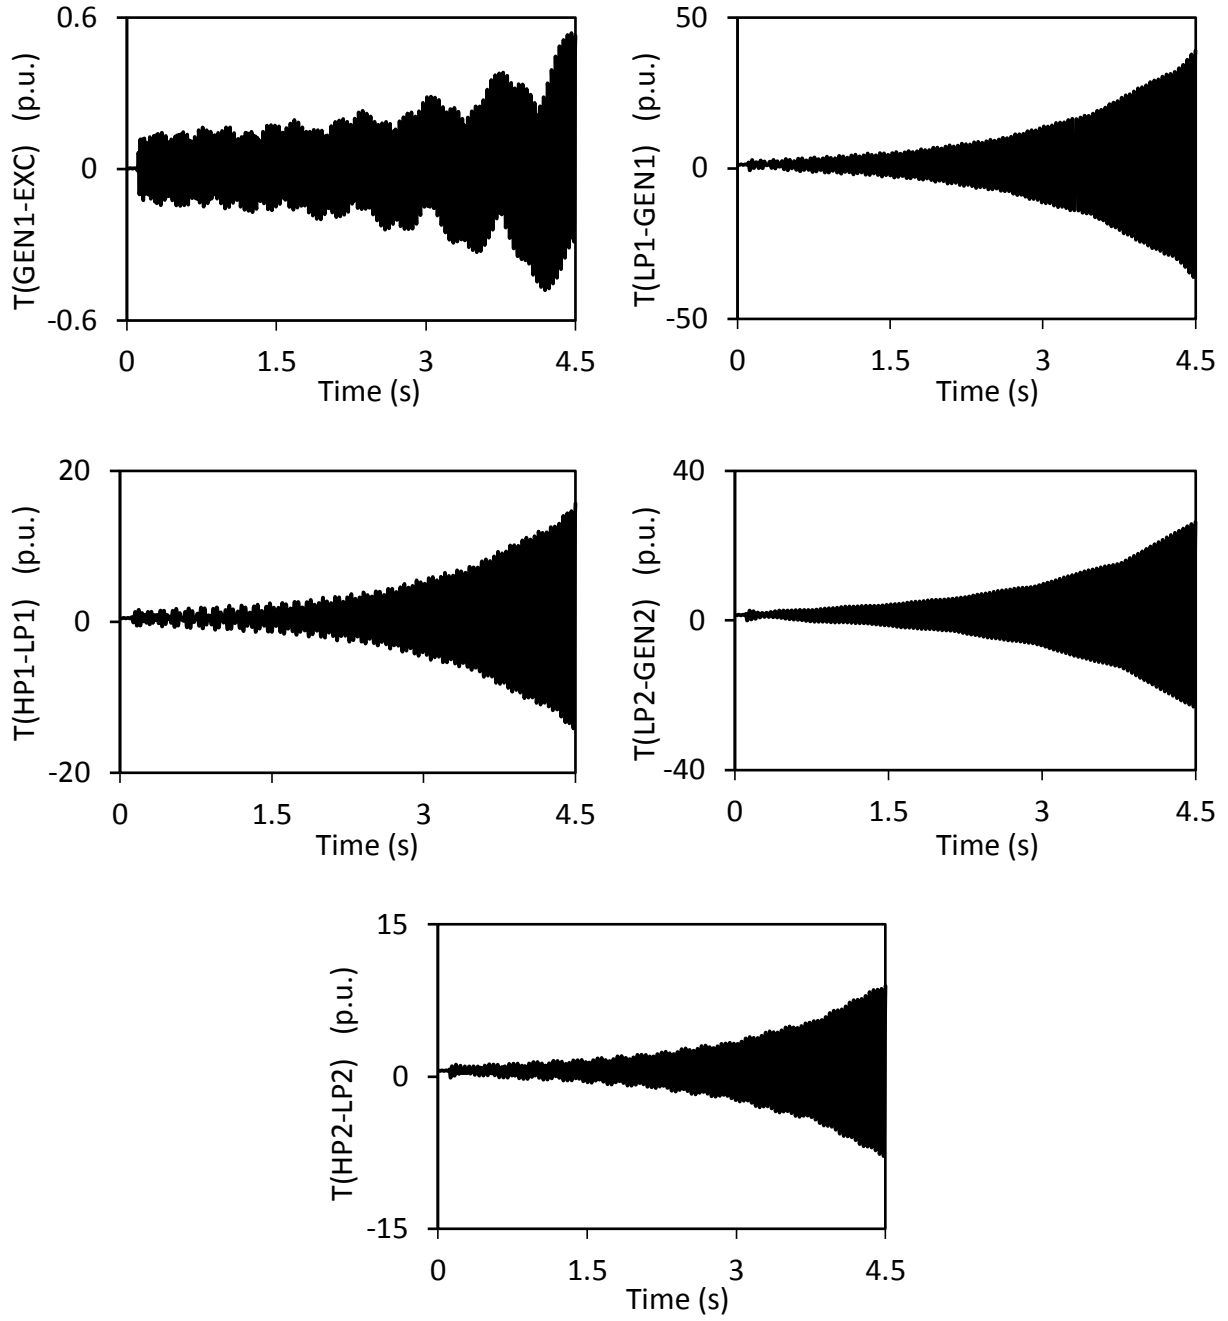 0.6
0
-0.6
T(GEN1-EXC) (p.u.)
0 1.5 3 4.5
Time (s)
50
0
-50
T(LP1-GEN1) (p.u.)
0 1.5 3 4.5
Time (s)
20
0
-20
T(HP1-LP1) (p.u.)
0 1.5 3 4.5
Time (s)
40
0
-40
T(LP2-GEN2) (p.u.)
0 1.5 3 4.5
Time (s)
15
0
-15
T(HP2-LP2) (p.u.)
0 1.5 3 4.5
Time (s)